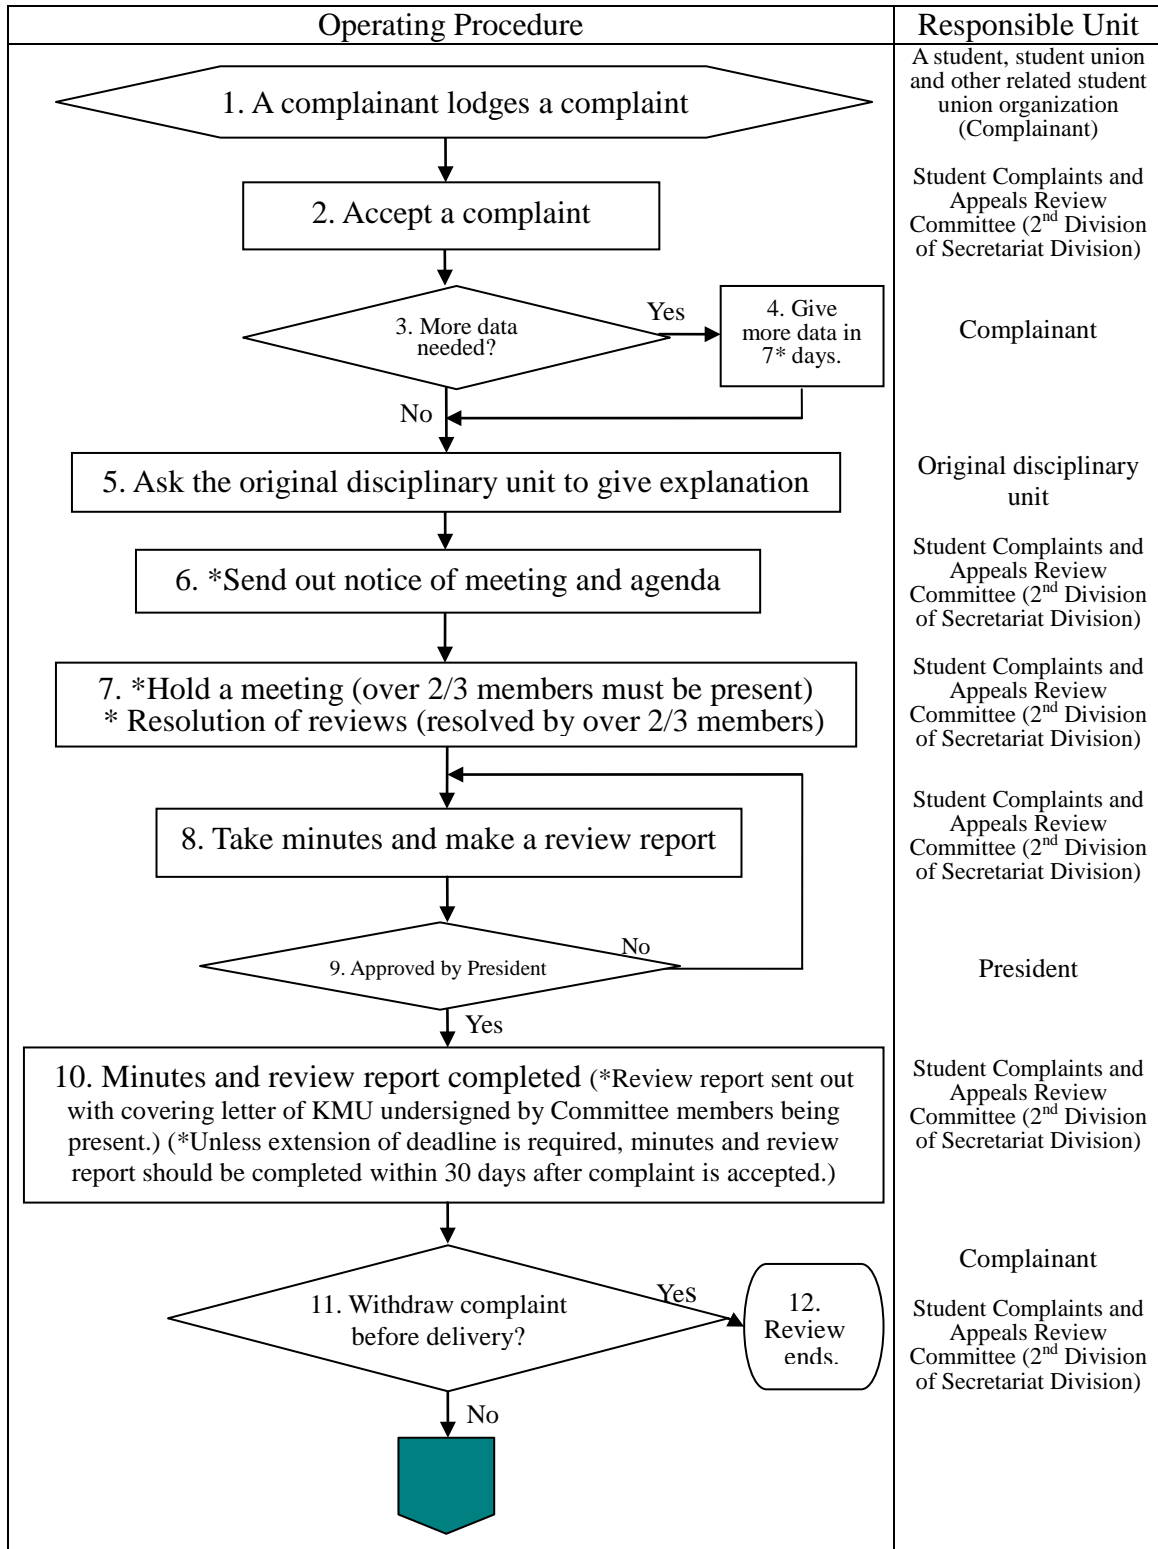 Operating Procedure
Responsible Unit
1. A complainant lodges a complaint
A student, student union
and other related student
union organization
(Complainant)
2. Accept a complaint
Student Complaints and
Appeals Review
Committee (2nd Division
of Secretariat Division)
3. More data
needed?
Yes
4. Give
more data in
7* days.
Complainant
No
5. Ask the original disciplinary unit to give explanation
Original disciplinary
unit
6. *Send out notice of meeting and agenda
Student Complaints and
Appeals Review
Committee (2nd Division
of Secretariat Division)
7. *Hold a meeting (over 2/3 members must be present)
* Resolution of reviews (resolved by over 2/3 members)
Student Complaints and
Appeals Review
Committee (2nd Division
of Secretariat Division)
8. Take minutes and make a review report
Student Complaints and
Appeals Review
Committee (2nd Division
of Secretariat Division)
9. Approved by President
No
President
Yes
10. Minutes and review report completed (*Review report sent out
with covering letter of KMU undersigned by Committee members being
present.) (*Unless extension of deadline is required, minutes and review
report should be completed within 30 days after complaint is accepted.)
Student Complaints and
Appeals Review
Committee (2nd Division
of Secretariat Division)
11. Withdraw complaint
before delivery?
Yes
12.
Review
ends.
Complainant
Student Complaints and
Appeals Review
Committee (2nd Division
of Secretariat Division)
No